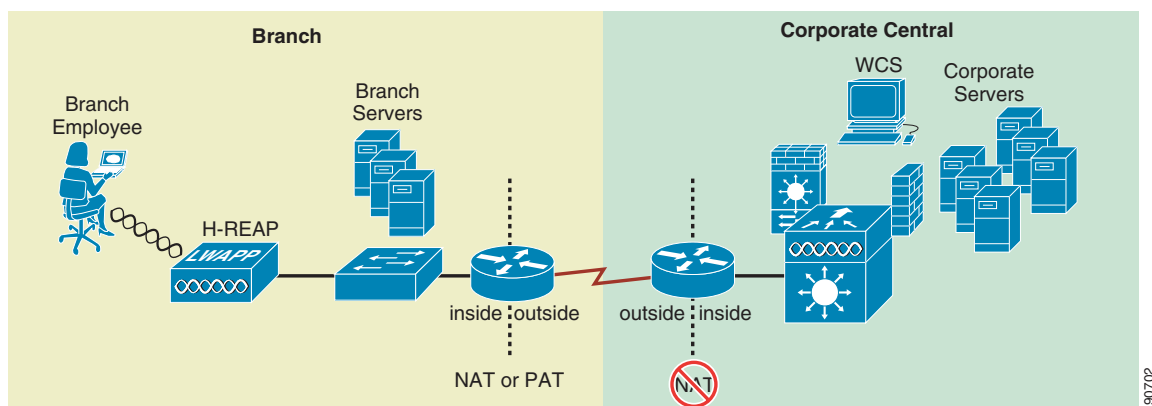 Branch
Corporate Central
WCS
Corporate
Servers
Branch
Employee
Branch
Servers
H-REAP
LWAPP
inside
outside
outside
inside
NAT or PAT
NAT
90702